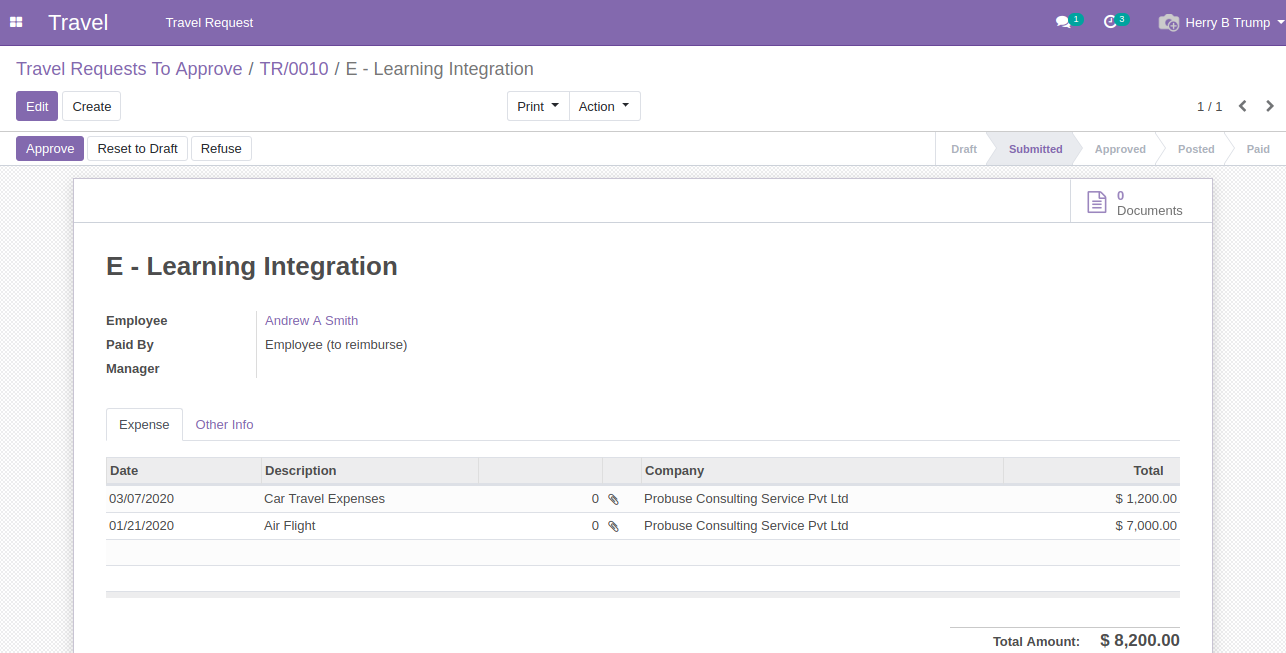 Travel Travel Request 1 3 Herry B Trump
Travel Requests To Approve / TR/0010 / E - Learning Integration
Edit Create Print Action 1 / 1
Approve Reset to Draft Refuse Draft Submitted Approved Posted Paid
0
Documents
E - Learning Integration
Employee Andrew A Smith
Paid By Employee (to reimburse)
Manager
Expense Other Info
Date Description Company Total
03/07/2020 Car Travel Expenses 0 Probuse Consulting Service Pvt Ltd $ 1,200.00
01/21/2020 Air Flight 0 Probuse Consulting Service Pvt Ltd $ 7,000.00
Total Amount: $ 8,200.00